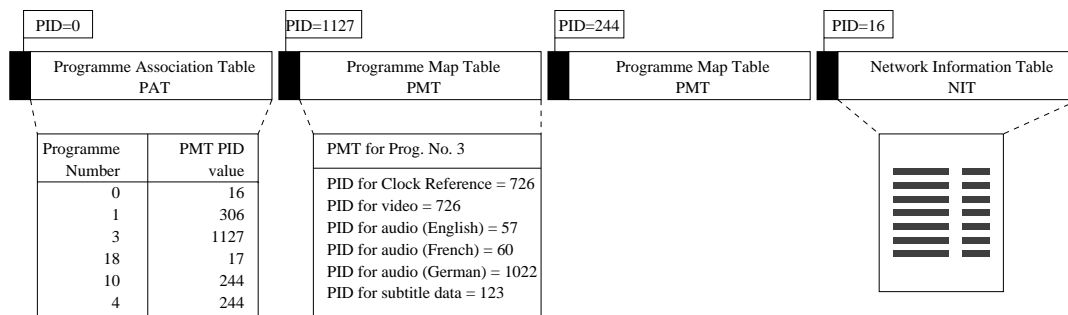 PID=0
PID=1127
PID=244
PID=16
Programme Association Table
PAT
Programme Map Table
PMT
Programme Map Table
PMT
Network Information Table
NIT
Programme Number
PMT PID value
0 16
1 306
3 1127
18 17
10 244
4 244
PMT for Prog. No. 3
PID for Clock Reference = 726
PID for video = 726
PID for audio (English) = 57
PID for audio (French) = 60
PID for audio (German) = 1022
PID for subtitle data = 123